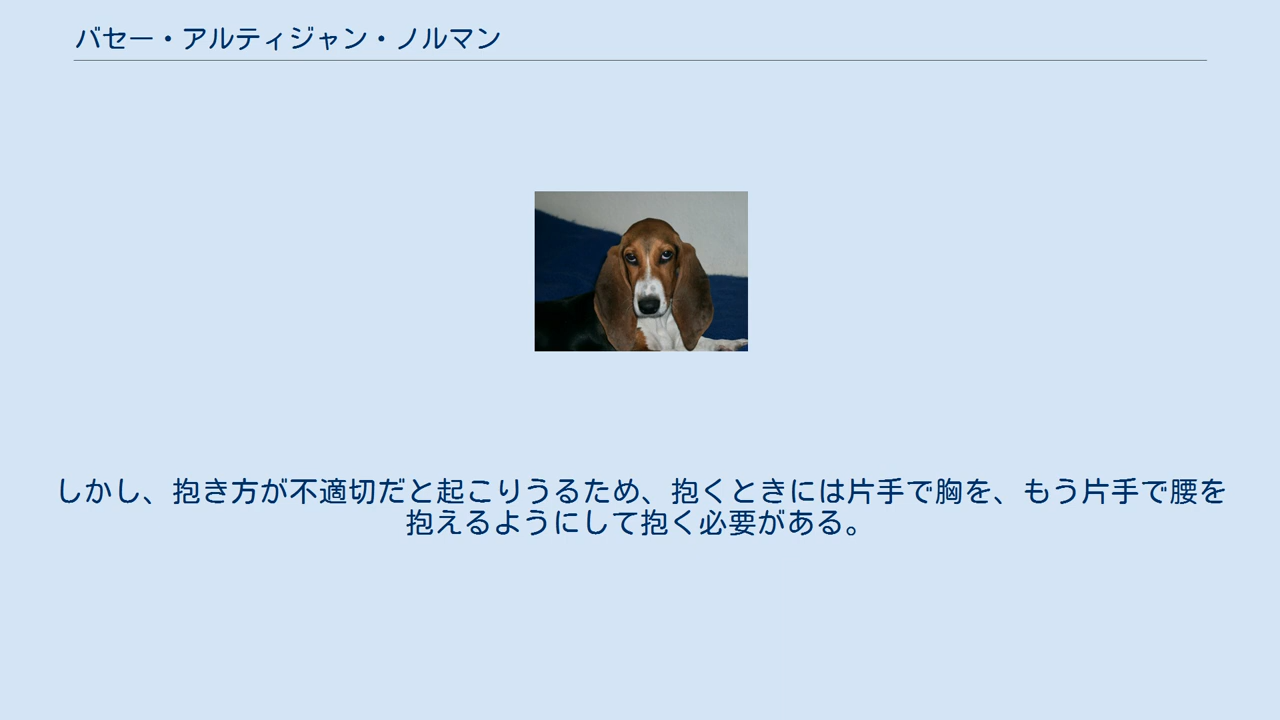 バセー・アルティジャン・ノルマン
しかし、抱き方が不適切だと起こりうるため、抱くときには片手で胸を、もう片手で腰を
抱えるようにして抱く必要がある。